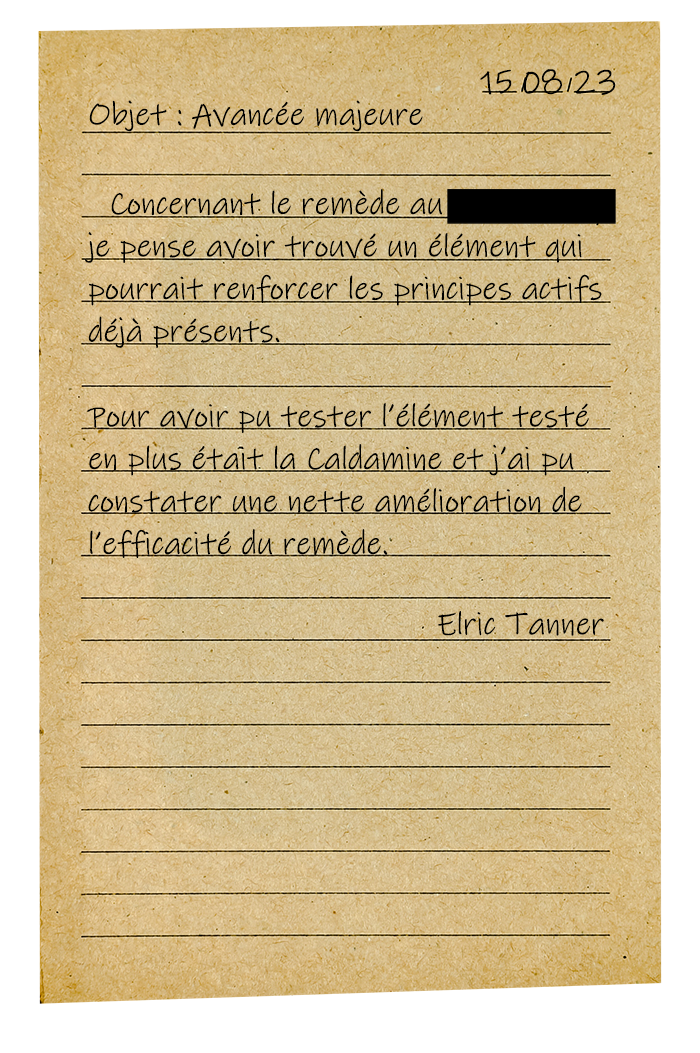 15/08/23
Objet : Avancée majeure
Concernant le remède au
je pense avoir trouvé un élément qui
pourrait renforcer les principes actifs
déjà présents.
Pour avoir pu tester l'élément testé
en plus était la Caldamine et j'ai pu
constater une nette amélioration de
l'efficacité du remède.
Elric Tanner